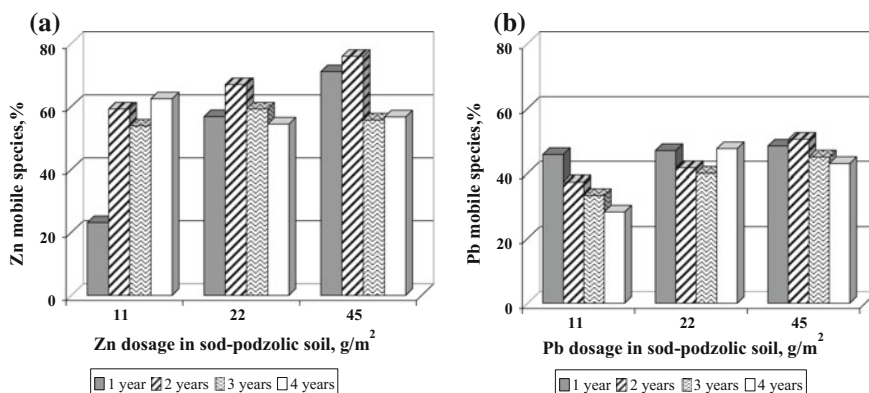 (a)
80
60
40
20
0
Zn mobile species,%
11 22 45
Zn dosage in sod-podzolic soil, g/m²
1 year 2 years 3 years 4 years
(b)
80
60
40
20
0
Pb mobile species,%
11 22 45
Pb dosage in sod-podzolic soil, g/m²
1 year 2 years 3 years 4 years